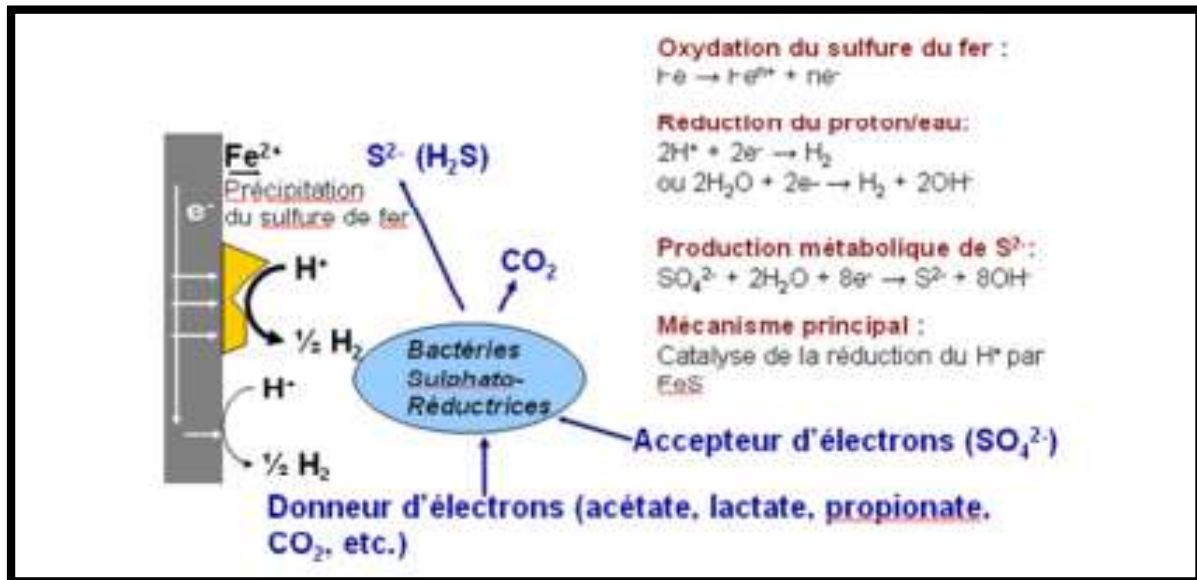 Oxydation du sulfure du fer :
Fe → Feⁿ⁺ + ne⁻
Réduction du proton/eau:
2H⁺ + 2e⁻ → H₂
ou 2H₂O + 2e- → H₂ + 2OH⁻
Production métabolique de S²⁻ :
SO₄²⁻ + 2H₂O + 8e⁻ → S²⁻ + 8OH⁻
Mécanisme principal :
Catalyse de la réduction du H⁺ par
FeS
Fe²⁺
Précipitation
du sulfure de fer
e⁻
S²⁻ (H₂S)
CO₂
H⁺
½ H₂
H⁺
½ H₂
Bactéries
Sulphato-
Réductrices
Accepteur d'électrons (SO₄²⁻)
Donneur d'électrons (acétate, lactate, propionate,
CO₂, etc.)